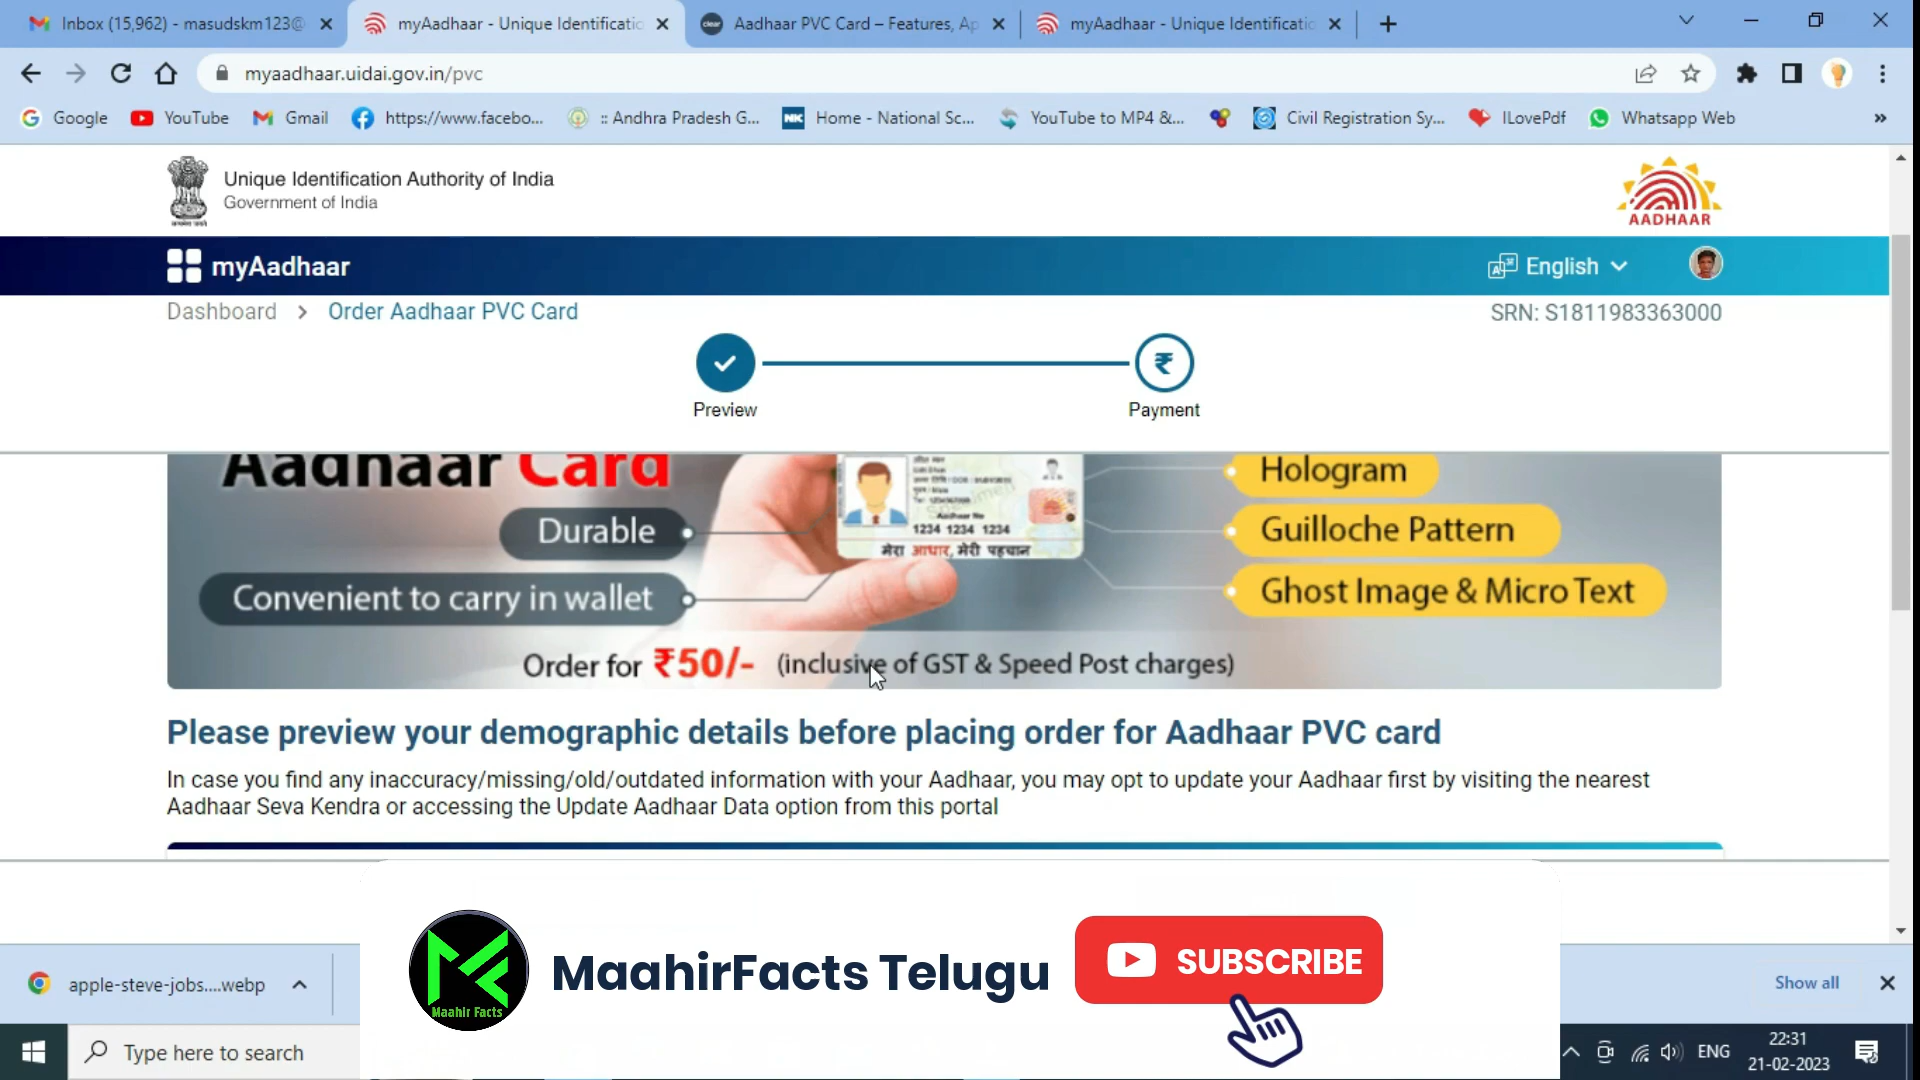 Inbox (15,962) - masudskm123@
myAadhaar - Unique Identificatio
Aadhaar PVC Card – Features, Ap
myAadhaar - Unique Identificatio
myaadhaar.uidai.gov.in/pvc
Google
YouTube
Gmail
https://www.facebo...
:: Andhra Pradesh G...
Home - National Sc...
YouTube to MP4 &...
Civil Registration Sy...
ILovePdf
Whatsapp Web
»
Unique Identification Authority of India
Government of India
AADHAAR
myAadhaar
English
Dashboard > Order Aadhaar PVC Card
SRN: S1811983363000
Preview
Payment
Aadhaar Card
Hologram
Durable
Aadhaar No
1234 1234 1234
मेरा आधार, मेरी पहचान
Guilloche Pattern
Convenient to carry in wallet
Ghost Image & Micro Text
Order for ₹50/- (inclusive of GST & Speed Post charges)
Please preview your demographic details before placing order for Aadhaar PVC card
In case you find any inaccuracy/missing/old/outdated information with your Aadhaar, you may opt to update your Aadhaar first by visiting the nearest
Aadhaar Seva Kendra or accessing the Update Aadhaar Data option from this portal
Maahir Facts
MaahirFacts Telugu
SUBSCRIBE
apple-steve-jobs....webp
Show all
Type here to search
ENG
22:31
21-02-2023